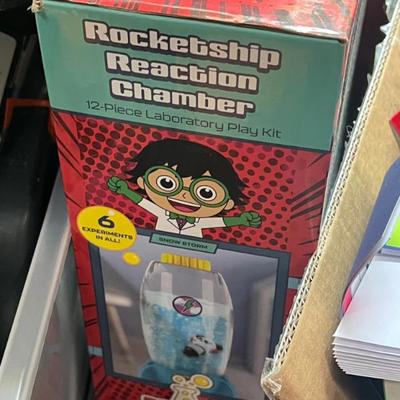 Rocketship
Reaction
Chamber
12-Piece Laboratory Play Kit
6
EXPERIMENTS
IN ALL!
SNOW STORM